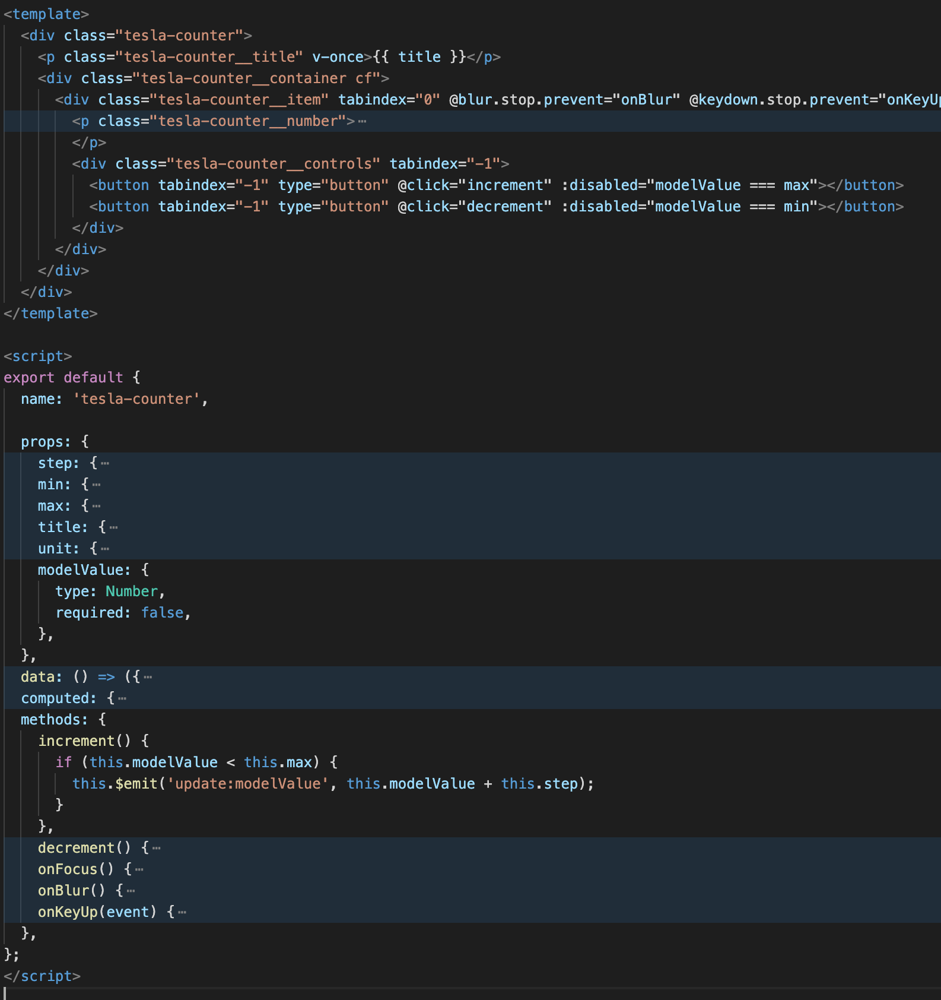 <template>
<div class="tesla-counter">
<p class="tesla-counter__title" v-once>{{ title }}</p>
<div class="tesla-counter__container cf">
<div class="tesla-counter__item" tabindex="0" @blur.stop.prevent="onBlur" @keydown.stop.prevent="onKeyUp
<p class="tesla-counter__number">⋯
</p>
<div class="tesla-counter__controls" tabindex="-1">
<button tabindex="-1" type="button" @click="increment" :disabled="modelValue === max"></button>
<button tabindex="-1" type="button" @click="decrement" :disabled="modelValue === min"></button>
</div>
</div>
</div>
</div>
</template>
<script>
export default {
name: 'tesla-counter',
props: {
step: {⋯
min: {⋯
max: {⋯
title: {⋯
unit: {⋯
modelValue: {
type: Number,
required: false,
},
},
data: () => ({⋯
computed: {⋯
methods: {
increment() {
if (this.modelValue < this.max) {
this.$emit('update:modelValue', this.modelValue + this.step);
}
},
decrement() {⋯
onFocus() {⋯
onBlur() {⋯
onKeyUp(event) {⋯
},
};
</script>